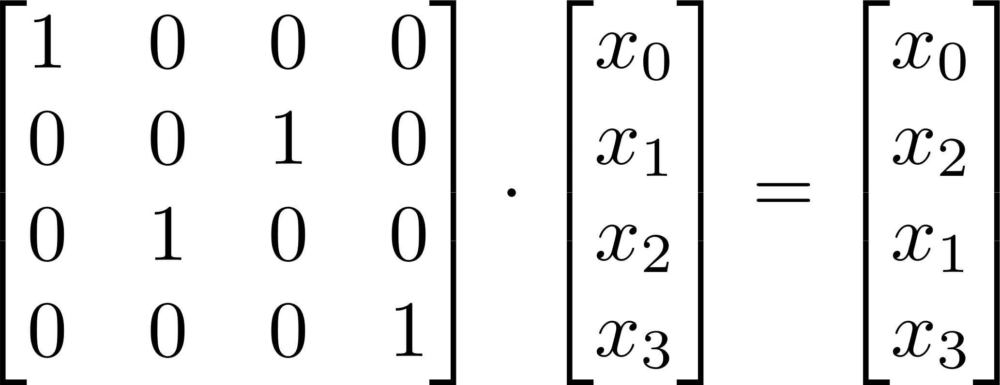 1 0 0 0 x₀ x₀
0 0 1 0 x₁ x₂
· =
0 1 0 0 x₂ x₁
0 0 0 1 x₃ x₃